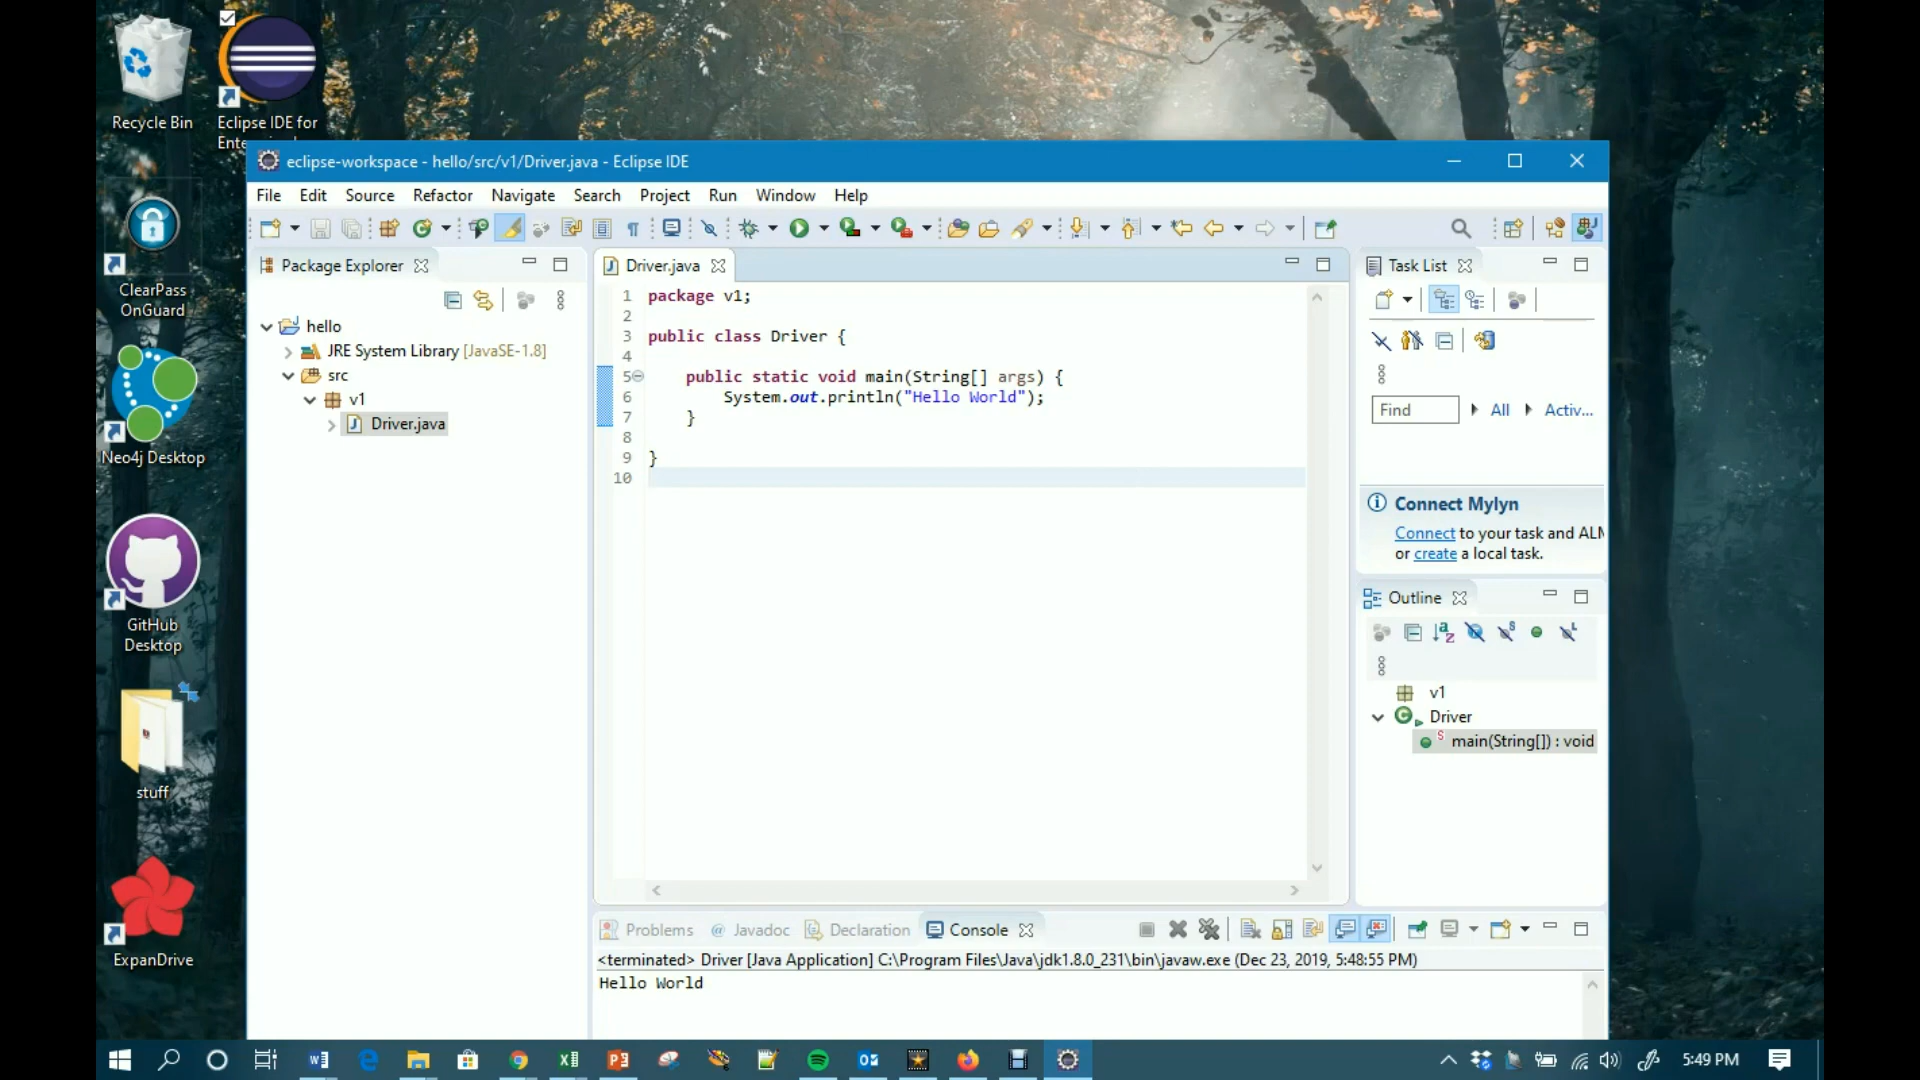 Recycle Bin
Eclipse IDE for
ClearPass
OnGuard
Neo4j Desktop
GitHub
Desktop
stuff
ExpanDrive
eclipse-workspace - hello/src/v1/Driver.java - Eclipse IDE
File Edit Source Refactor Navigate Search Project Run Window Help
Package Explorer
hello
JRE System Library [JavaSE-1.8]
src
v1
Driver.java
Driver.java
1 package v1;
2
3 public class Driver {
4
5 public static void main(String[] args) {
6 System.out.println("Hello World");
7 }
8
9 }
10
Task List
Find All Activ...
Connect Mylyn
Connect to your task and ALM
or create a local task.
Outline
v1
Driver
main(String[]) : void
Problems @ Javadoc Declaration Console
<terminated> Driver [Java Application] C:\Program Files\Java\jdk1.8.0_231\bin\javaw.exe (Dec 23, 2019, 5:48:55 PM)
Hello World
5:49 PM